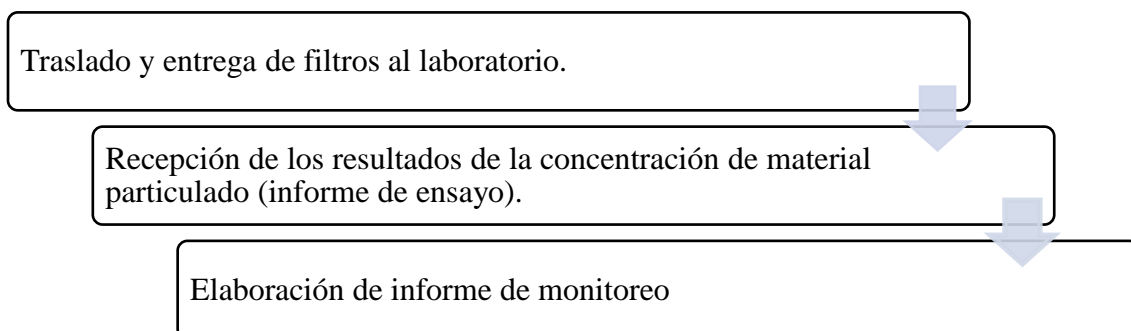 Traslado y entrega de filtros al laboratorio.
Recepción de los resultados de la concentración de material
particulado (informe de ensayo).
Elaboración de informe de monitoreo